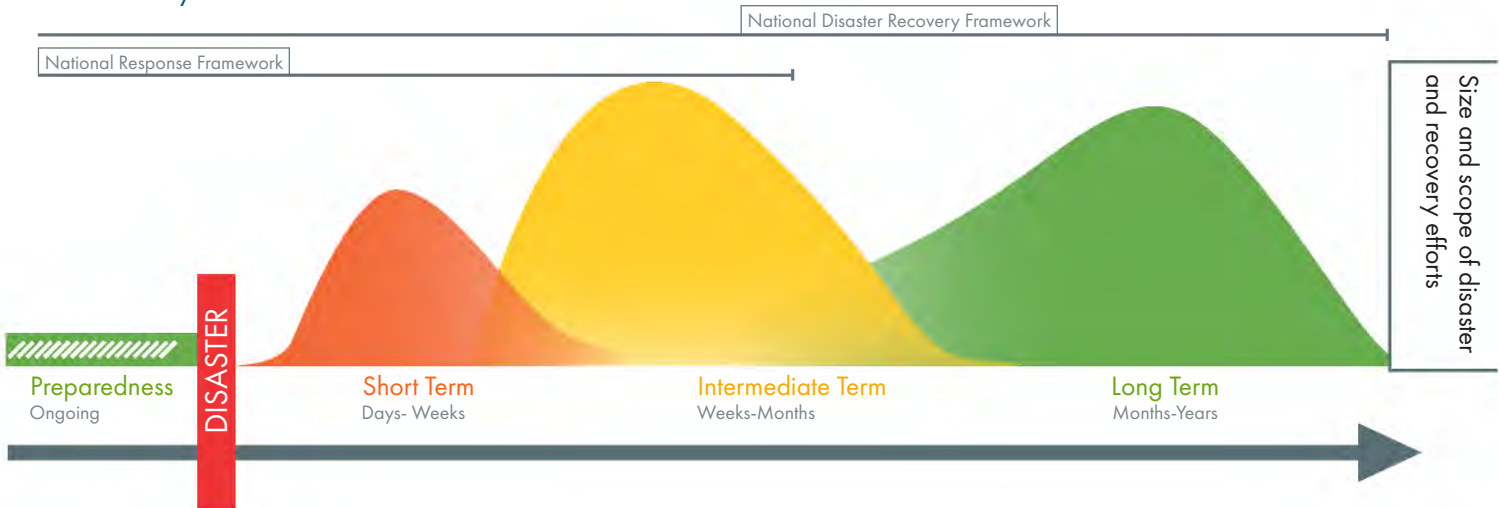 National Disaster Recovery Framework
National Response Framework
Size and scope of disaster
and recovery efforts
DISASTER
Preparedness
Ongoing
Short Term
Days- Weeks
Intermediate Term
Weeks-Months
Long Term
Months-Years